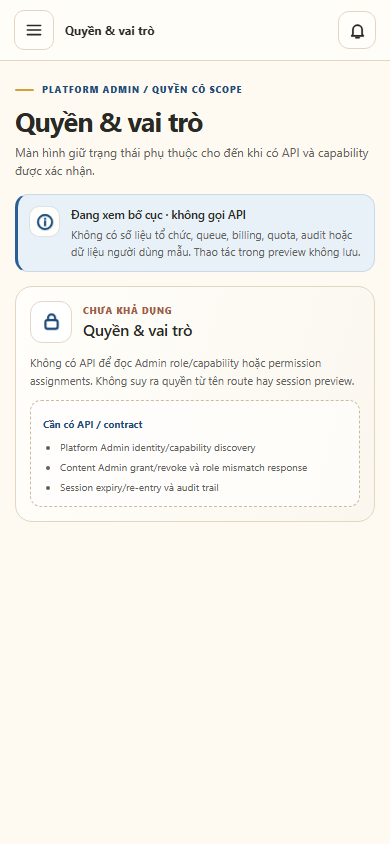 Quyền & vai trò
PLATFORM ADMIN / QUYỀN CÓ SCOPE
Quyền & vai trò
Màn hình giữ trạng thái phụ thuộc cho đến khi có API và capability
được xác nhận.
Đang xem bố cục · không gọi API
Không có số liệu tổ chức, queue, billing, quota, audit hoặc
dữ liệu người dùng mẫu. Thao tác trong preview không lưu.
CHƯA KHẢ DỤNG
Quyền & vai trò
Không có API để đọc Admin role/capability hoặc permission
assignments. Không suy ra quyền từ tên route hay session preview.
Cần có API / contract
Platform Admin identity/capability discovery
Content Admin grant/revoke và role mismatch response
Session expiry/re-entry và audit trail